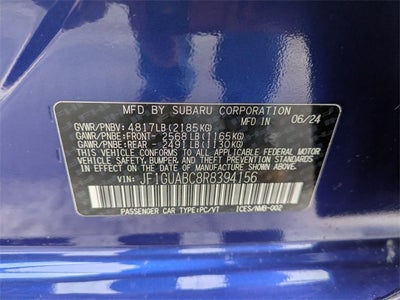 MFD BY SUBARU CORPORATION 06/24
GVWR/PNBV: 4817LB (2185KG)
GAWR/PNBE: FRONT- 2568LB (1165KG)
GAWR/PNBE: REAR- 2491LB (1130KG)
THIS VEHICLE CONFORMS TO ALL APPLICABLE
U.S. FEDERAL MOTOR VEHICLE
SAFETY, BUMPER, AND THEFT PREVENTION
STANDARDS IN EFFECT ON THE DATE OF
MANUFACTURE SHOWN ABOVE.
VIN: JF1GUABC8R8394156
PASSENGER CAR TYPE:PC/VT ICES/NMB-002